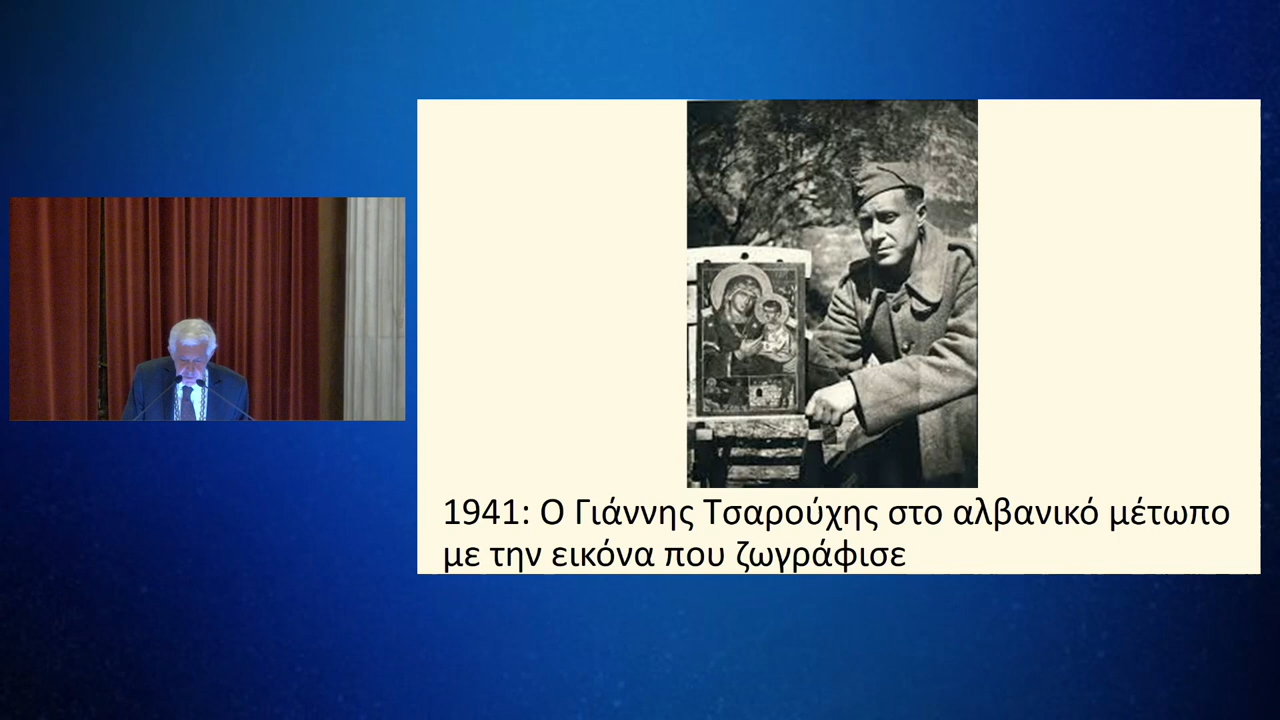 1941: Ο Γιάννης Τσαρούχης στο αλβανικό μέτωπο
με την εικόνα που ζωγράφισε